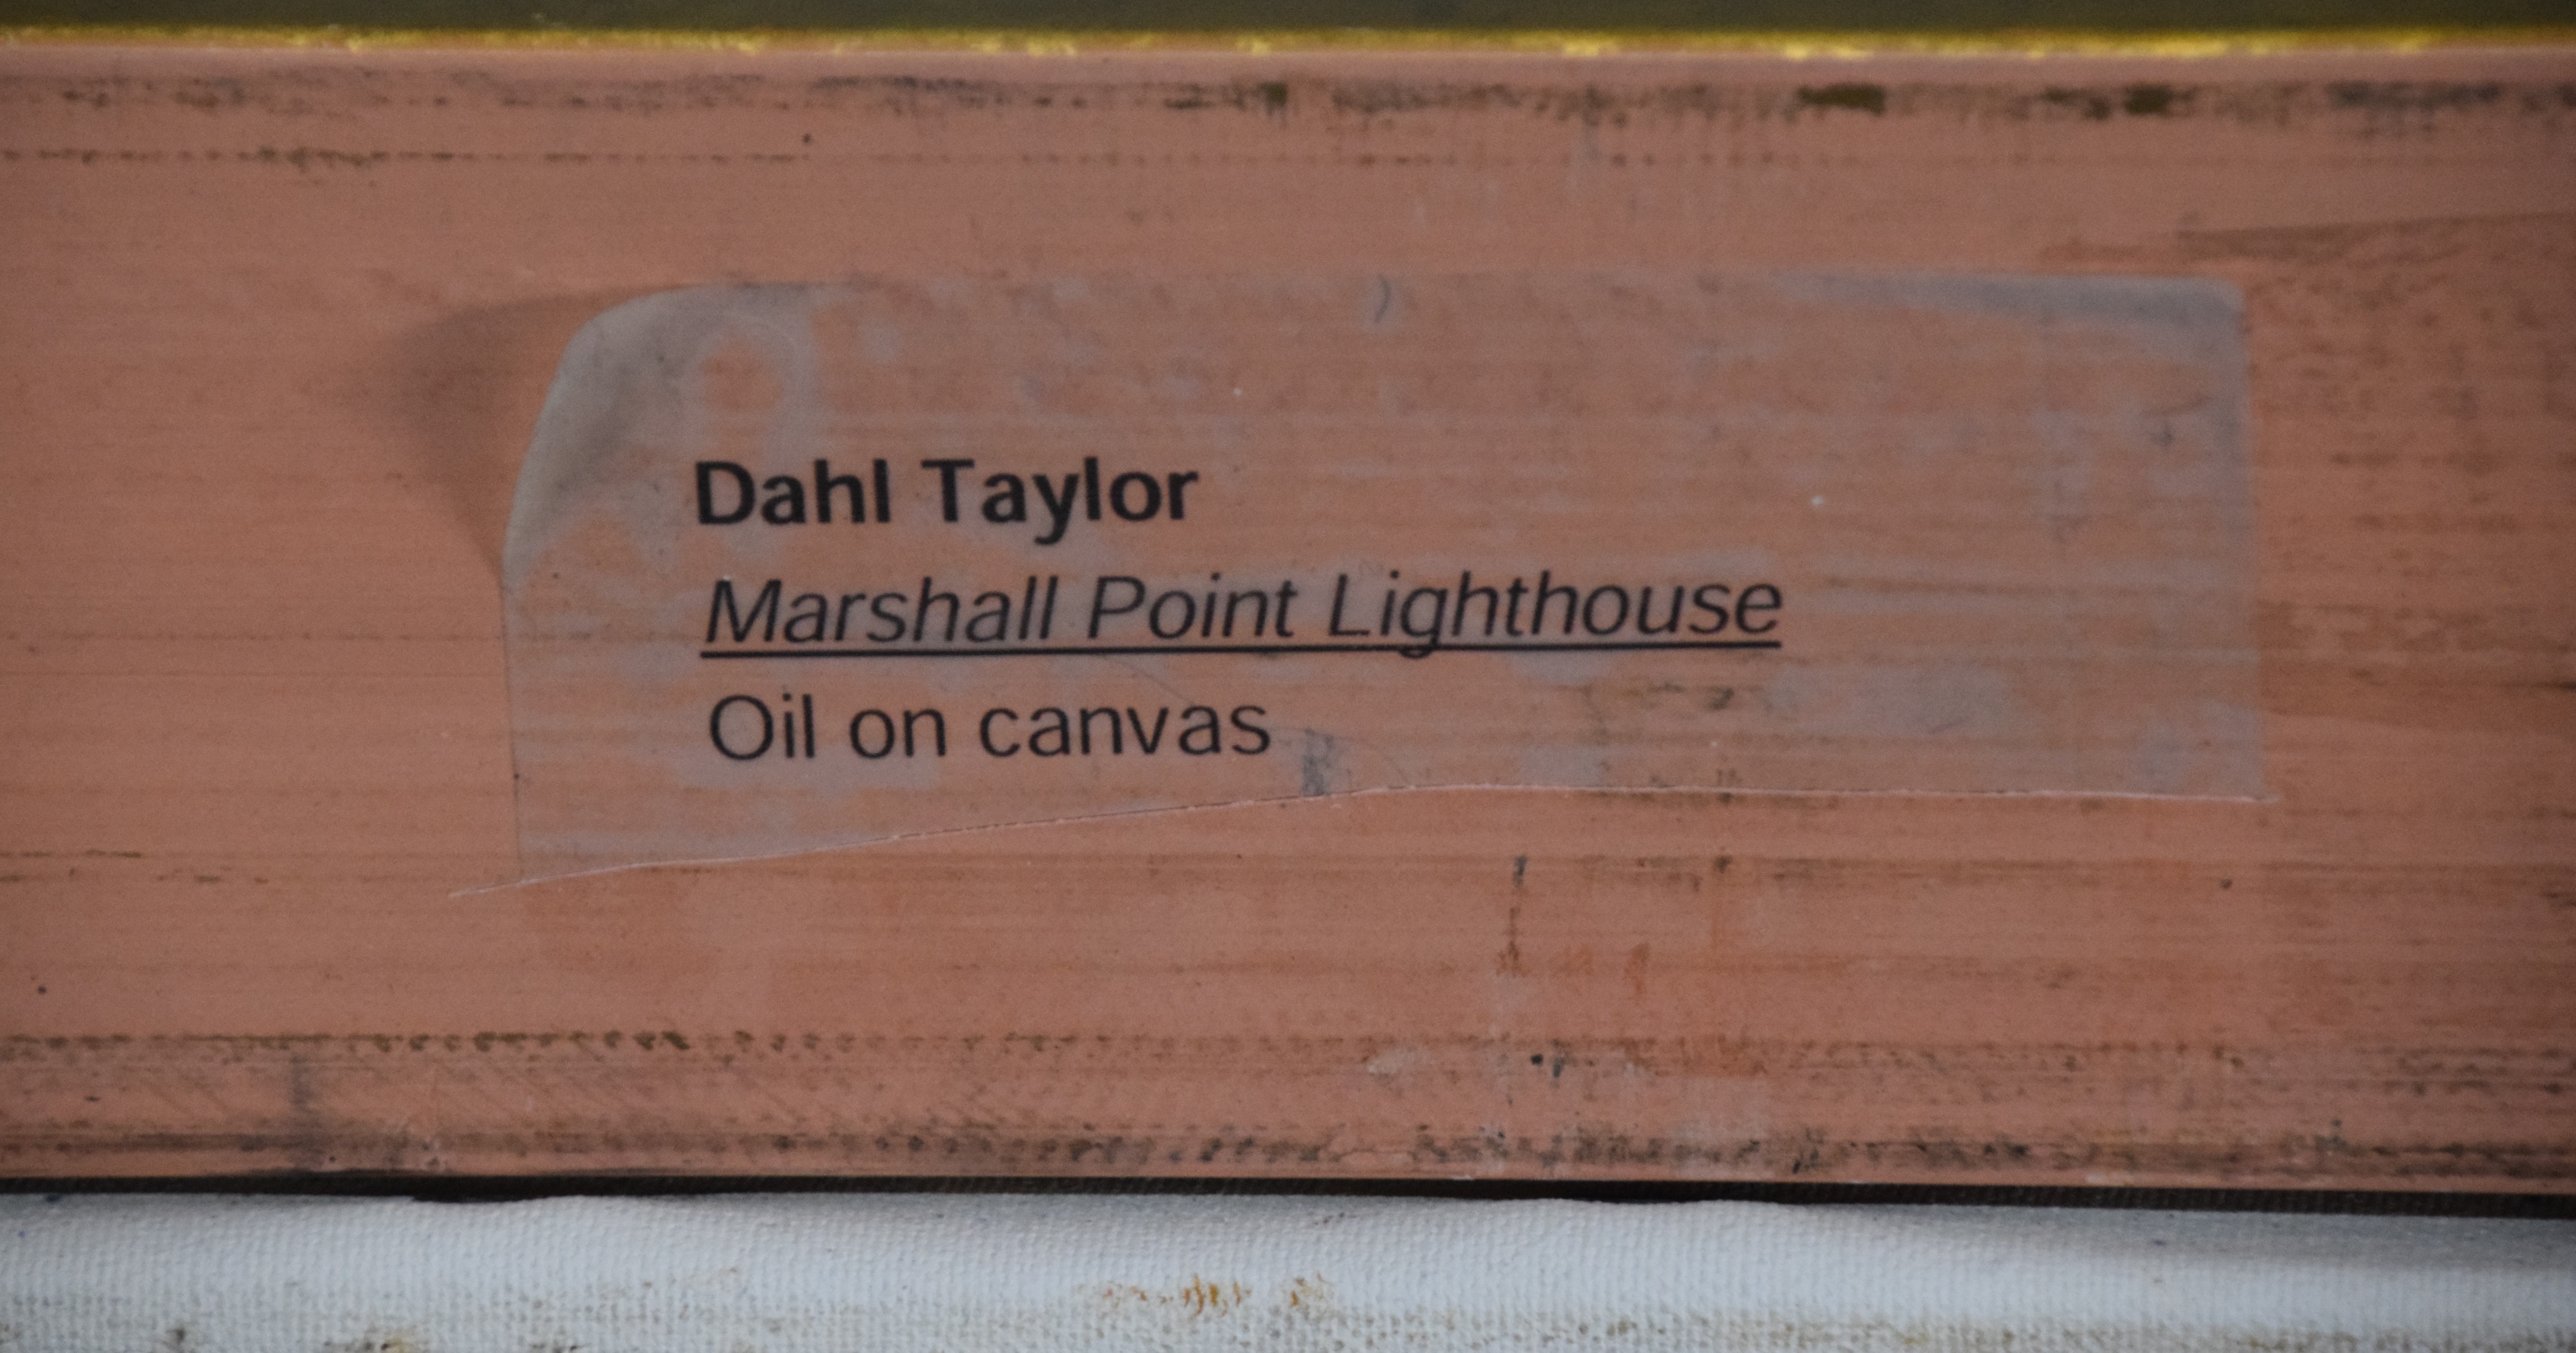 Dahl Taylor
Marshall Point Lighthouse
Oil on canvas